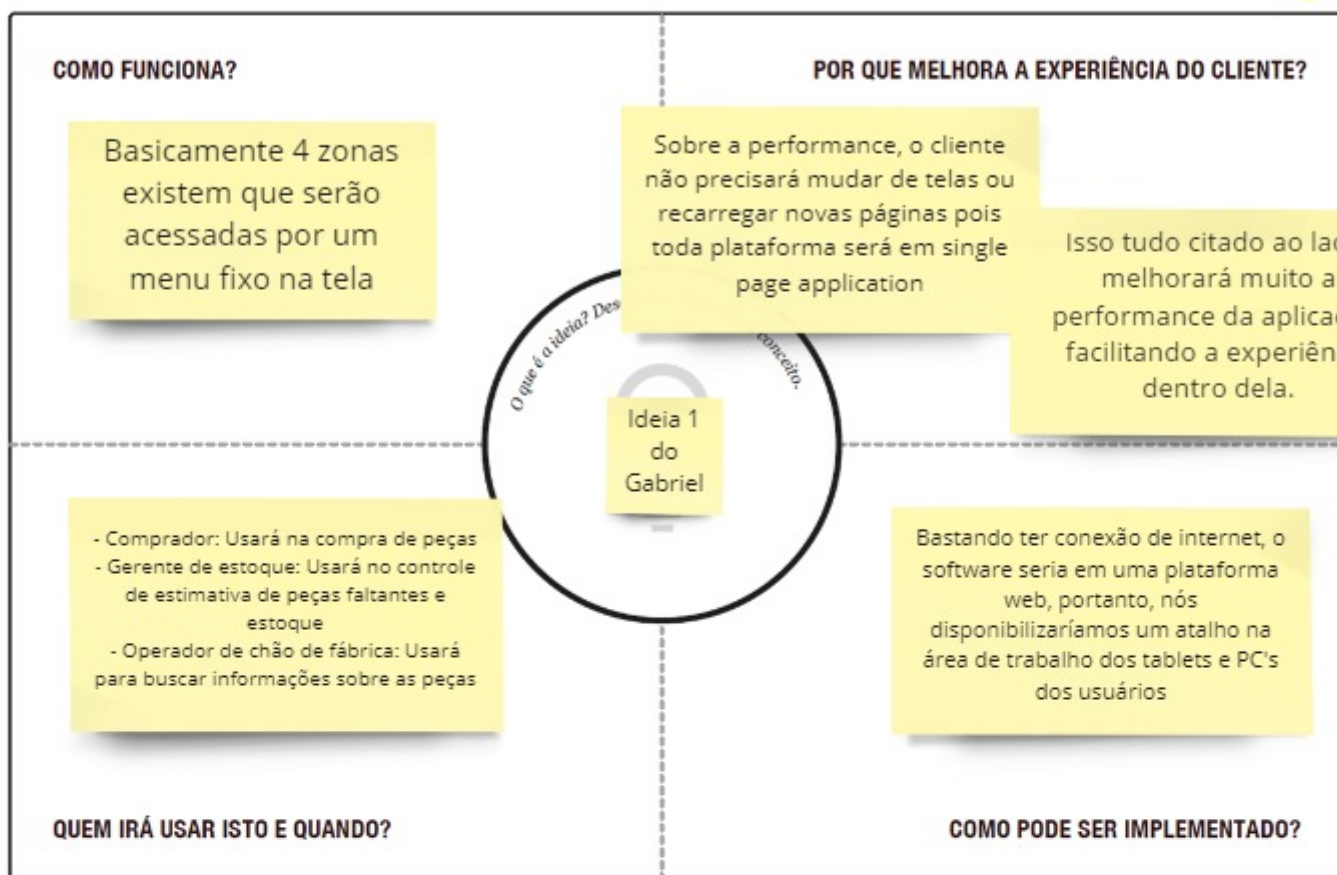 COMO FUNCIONA?
Basicamente 4 zonas
existem que serão
acessadas por um
menu fixo na tela
POR QUE MELHORA A EXPERIÊNCIA DO CLIENTE?
Sobre a performance, o cliente
não precisará mudar de telas ou
recarregar novas páginas pois
toda plataforma será em single
page application
Isso tudo citado ao
melhorará muito a
performance da
facilitando a
dentro dela.
O que é a ideia?
conceito.
Ideia 1
do
Gabriel
- Comprador: Usará na compra de peças
- Gerente de estoque: Usará no controle
de estimativa de peças faltantes e
estoque
- Operador de chão de fábrica: Usará
para buscar informações sobre as peças
QUEM IRÁ USAR ISTO E QUANDO?
Bastando ter conexão de internet, o
software seria em uma plataforma
web, portanto, nós
disponibilizaríamos um atalho na
área de trabalho dos tablets e PC's
dos usuários
COMO PODE SER IMPLEMENTADO?